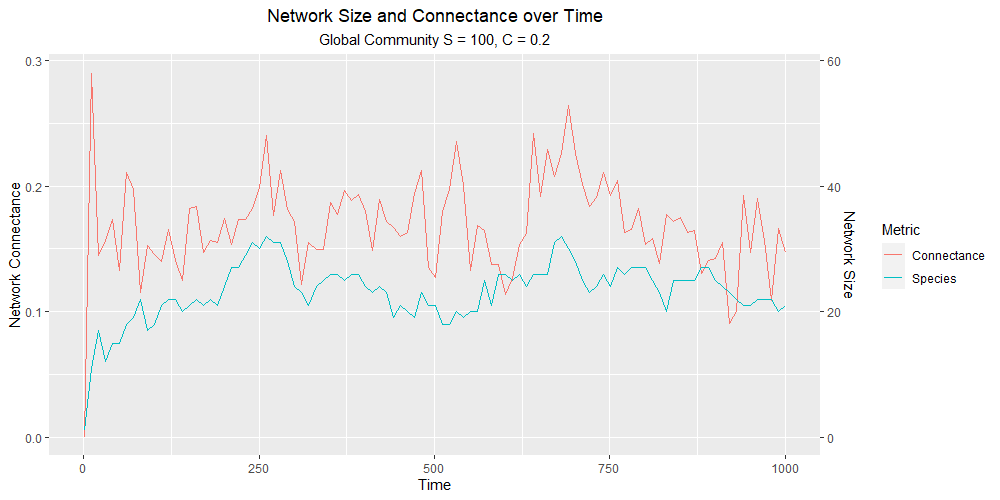 Network Size and Connectance over Time
Global Community S = 100, C = 0.2
Network Connectance
0.3
0.2
0.1
0.0
60
40
20
0
Network Size
0 250 500 750 1000
Time
Metric
Connectance
Species